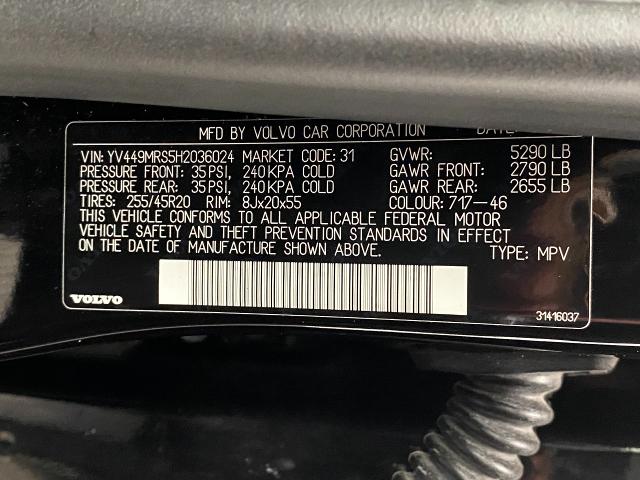 MFD BY VOLVO CAR CORPORATION
VIN: YV449MRS5H2036024 MARKET CODE: 31 GVWR: 5290 LB
PRESSURE FRONT: 35PSI, 240KPA COLD GAWR FRONT: 2790 LB
PRESSURE REAR: 35PSI, 240KPA COLD GAWR REAR: 2655 LB
TIRES: 255/45R20 RIM: 8Jx20x55 COLOUR: 717-46
THIS VEHICLE CONFORMS TO ALL APPLICABLE FEDERAL MOTOR
VEHICLE SAFETY AND THEFT PREVENTION STANDARDS IN EFFECT
ON THE DATE OF MANUFACTURE SHOWN ABOVE. TYPE: MPV
VOLVO
31416037